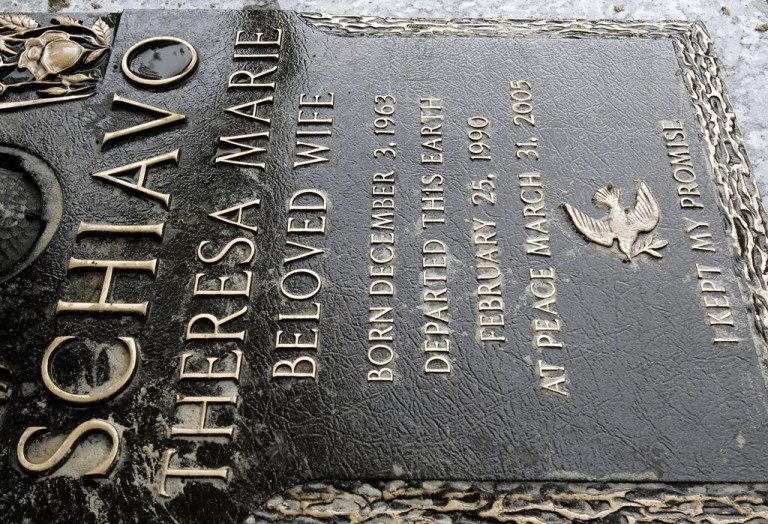 SCHIAVO
THERESA MARIE
BELOVED WIFE
BORN DECEMBER 3, 1963
DEPARTED THIS EARTH
FEBRUARY 25, 1990
AT PEACE MARCH 31, 2005
I KEPT MY PROMISE